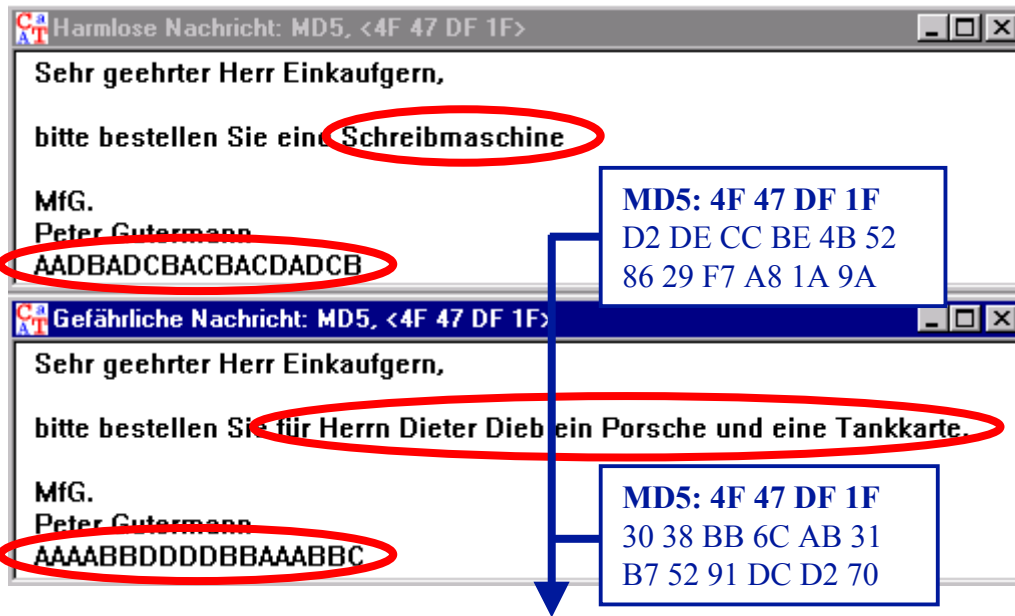 Harmlose Nachricht: MD5, <4F 47 DF 1F>
Sehr geehrter Herr Einkaufgern,
bitte bestellen Sie eine Schreibmaschine
MfG.
Peter Gutermann
AADBADCBACBACDADCB
MD5: 4F 47 DF 1F
D2 DE CC BE 4B 52
86 29 F7 A8 1A 9A
Gefährliche Nachricht: MD5, <4F 47 DF 1F>
Sehr geehrter Herr Einkaufgern,
bitte bestellen Sie für Herrn Dieter Dieb ein Porsche und eine Tankkarte.
MfG.
Peter Gutermann
AAAABBDDDDBBAAABBC
MD5: 4F 47 DF 1F
30 38 BB 6C AB 31
B7 52 91 DC D2 70